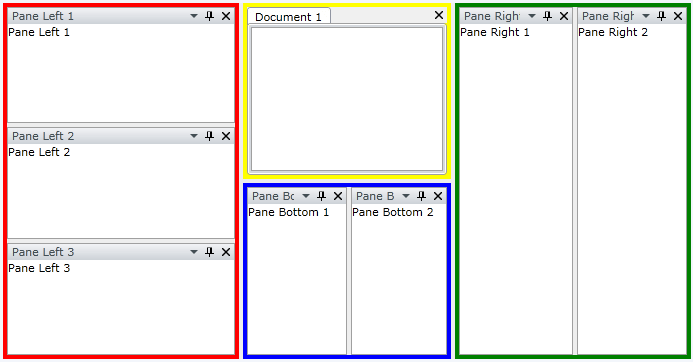 Pane Left 1
Pane Left 1
Pane Left 2
Pane Left 2
Pane Left 3
Pane Left 3
Document 1
Pane Bo
Pane Bottom 1
Pane B
Pane Bottom 2
Pane Righ
Pane Right 1
Pane Righ
Pane Right 2